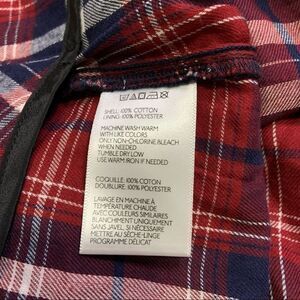 SHELL: 100% COTTON
LINING: 100% POLYESTER
MACHINE WASH WARM
WITH LIKE COLORS
ONLY NON-CHLORINE BLEACH
WHEN NEEDED
TUMBLE DRY LOW
USE WARM IRON IF NEEDED
COQUILLE: 100% COTON
DOUBLURE: 100% POLYESTER
LAVAGE EN MACHINE À
TEMPERATURE CHAUDE
AVEC COULEURS SIMILAIRES
BLANCHIMENT UNIQUEMENT
SANS JAVEL, SI NÉCESSAIRE
METTRE AU SÈCHE-LINGE
PROGRAMME DÉLICAT